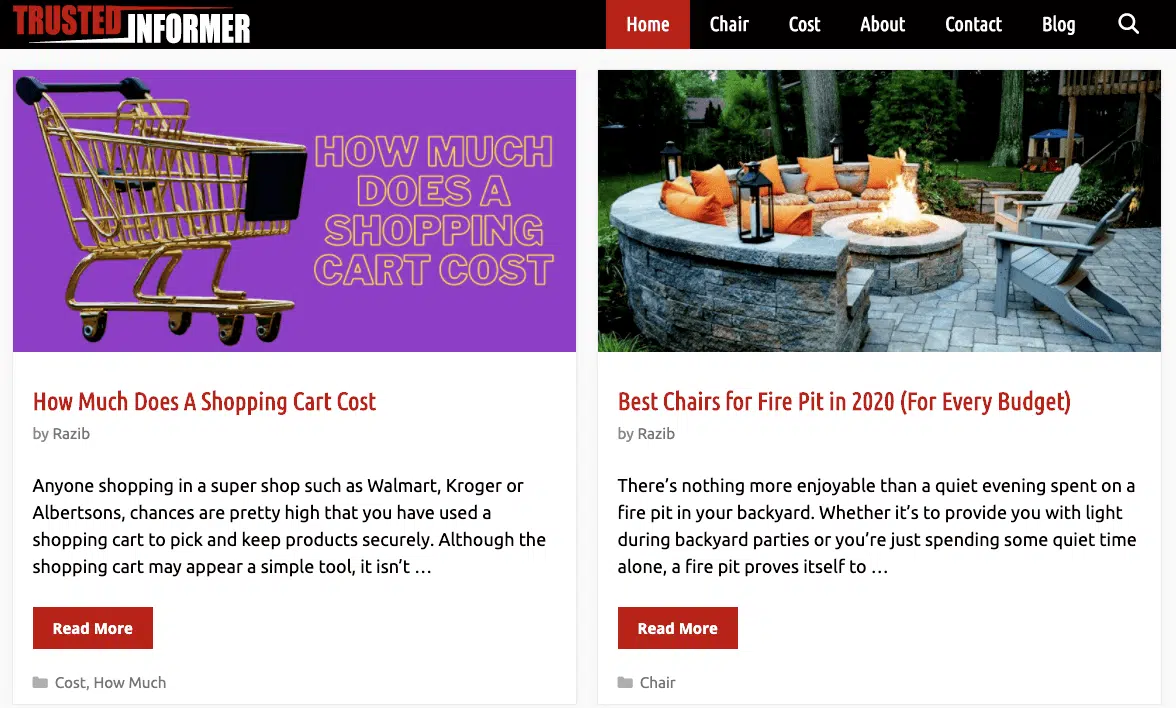 TRUSTED INFORMER
Home Chair Cost About Contact Blog
HOW MUCH
DOES A
SHOPPING
CART COST
How Much Does A Shopping Cart Cost
by Razib
Anyone shopping in a super shop such as Walmart, Kroger or
Albertsons, chances are pretty high that you have used a
shopping cart to pick and keep products securely. Although the
shopping cart may appear a simple tool, it isn’t …
Read More
Cost, How Much
Best Chairs for Fire Pit in 2020 (For Every Budget)
by Razib
There’s nothing more enjoyable than a quiet evening spent on a
fire pit in your backyard. Whether it’s to provide you with light
during backyard parties or you’re just spending some quiet time
alone, a fire pit proves itself to …
Read More
Chair